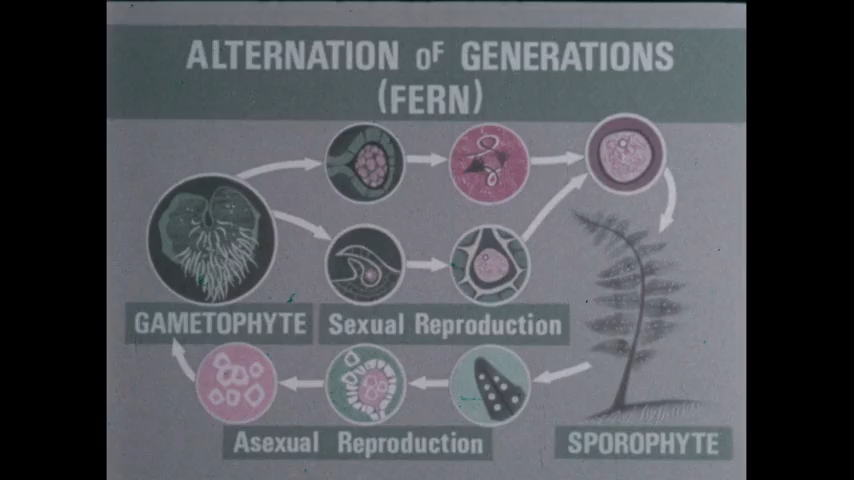 ALTERNATION OF GENERATIONS
(FERN)
GAMETOPHYTE
Sexual Reproduction
Asexual Reproduction
SPOROPHYTE